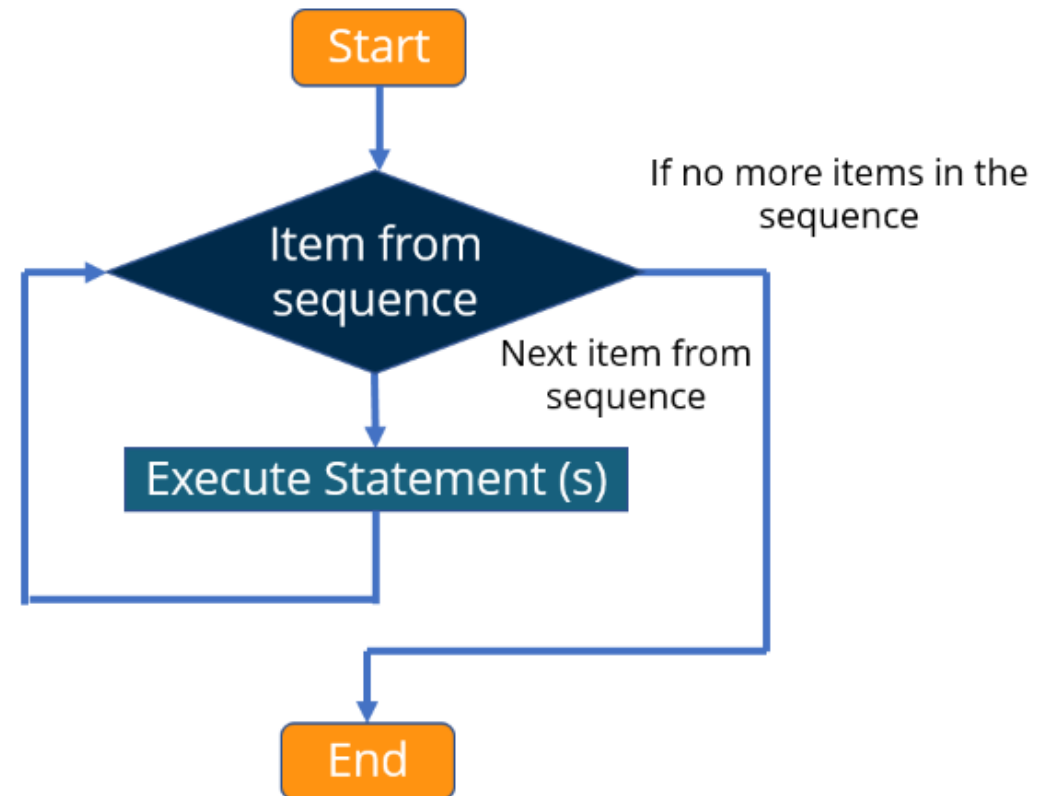 Start
If no more items in the
sequence
Item from
sequence
Next item from
sequence
Execute Statement (s)
End